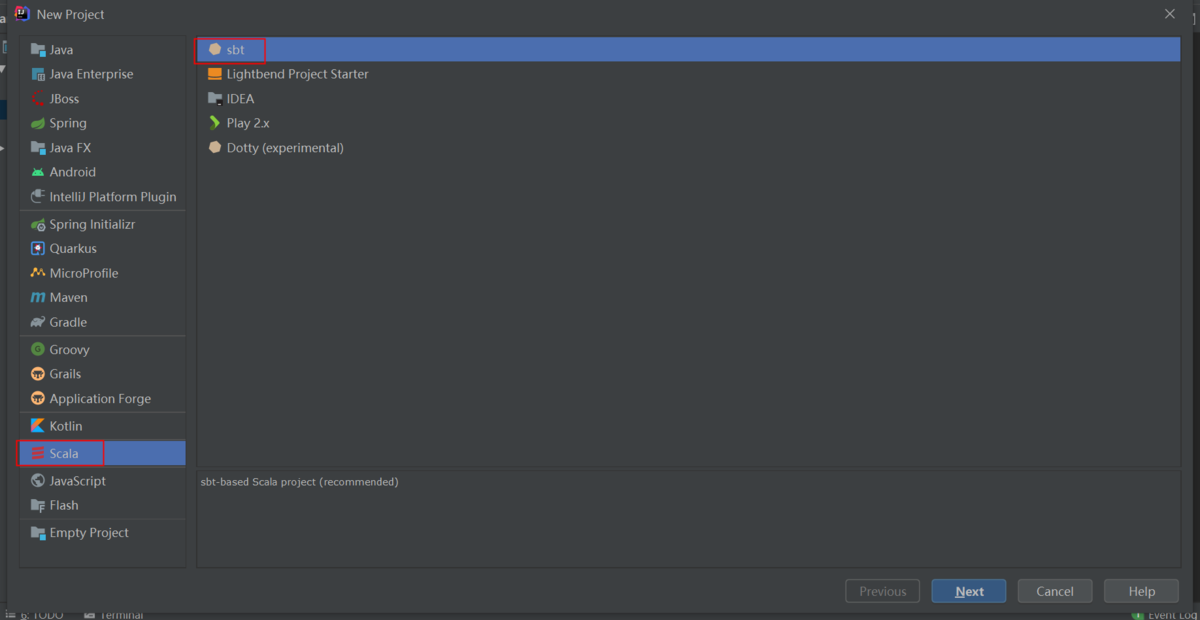 New Project
Java
Java Enterprise
JBoss
Spring
Java FX
Android
IntelliJ Platform Plugin
Spring Initializr
Quarkus
MicroProfile
Maven
Gradle
Groovy
Grails
Application Forge
Kotlin
Scala
JavaScript
Flash
Empty Project
sbt
Lightbend Project Starter
IDEA
Play 2.x
Dotty (experimental)
sbt-based Scala project (recommended)
Previous
Next
Cancel
Help
6: TODO
Terminal
Event Log